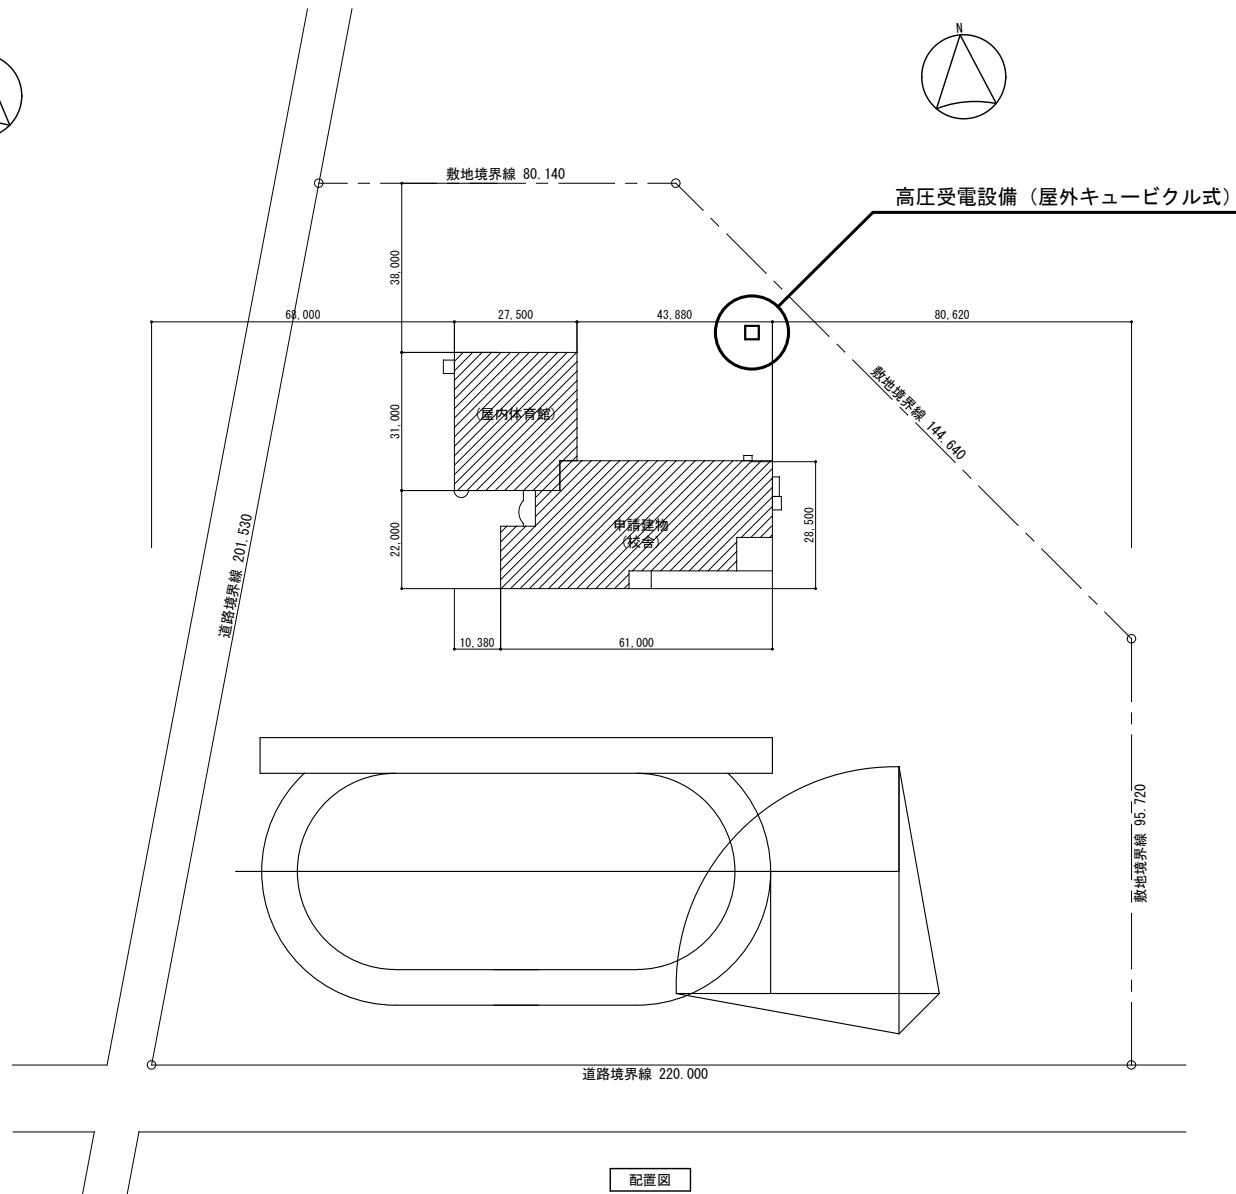 N
敷地境界線 80.140
高圧受電設備（屋外キュービクル式）
38,000
68,000
27,500
43,880
80,620
敷地境界線 144.640
31,000
(屋内体育館)
22,000
申請建物
(校舎)
28,500
道路境界線 201.530
10,380
61,000
敷地境界線 95.720
道路境界線 220.000
配置図